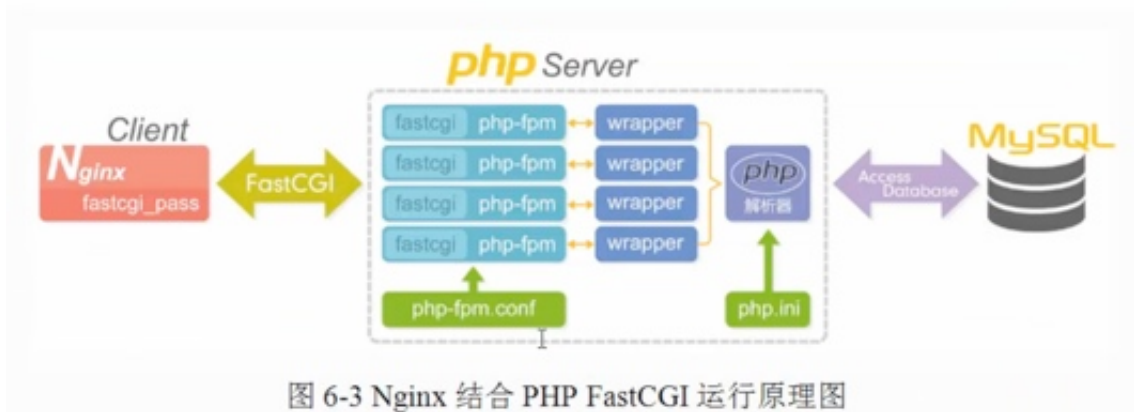 php Server
Client
Nginx
fastcgi_pass
FastCGI
fastcgi php-fpm wrapper
fastcgi php-fpm wrapper
fastcgi php-fpm wrapper
fastcgi php-fpm wrapper
php-fpm.conf
php
解析器
php.ini
Access
Database
MySQL
图 6-3 Nginx 结合 PHP FastCGI 运行原理图